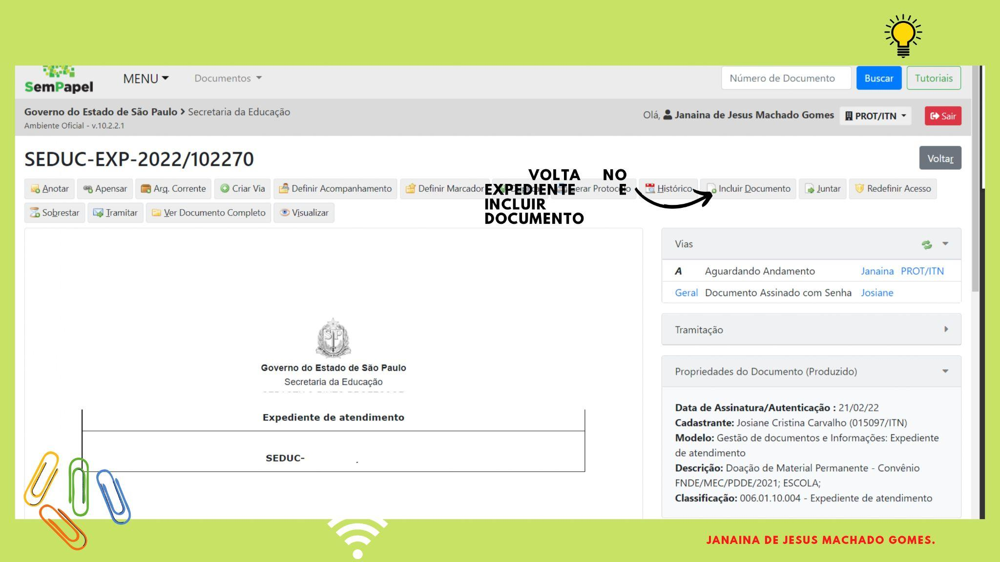 SemPapel
MENU
Documentos
Número de Documento
Buscar
Tutoriais
Governo do Estado de São Paulo > Secretaria da Educação
Ambiente Oficial - v.10.2.2.1
Olá, Janaina de Jesus Machado Gomes
PROT/ITN
Sair
SEDUC-EXP-2022/102270
Voltar
Anotar
Apensar
Arq. Corrente
Criar Via
Definir Acompanhamento
Definir Marcador
Gerar Protocolo
Histórico
Incluir Documento
Juntar
Redefinir Acesso
VOLTA NO
EXPEDIENTE E
INCLUIR
DOCUMENTO
Sobrestar
Tramitar
Ver Documento Completo
Visualizar
Governo do Estado de São Paulo
Secretaria da Educação
Expediente de atendimento
SEDUC-
Vias
A Aguardando Andamento Janaina PROT/ITN
Geral Documento Assinado com Senha Josiane
Tramitação
Propriedades do Documento (Produzido)
Data de Assinatura/Autenticação : 21/02/22
Cadastrante: Josiane Cristina Carvalho (015097/ITN)
Modelo: Gestão de documentos e Informações: Expediente
de atendimento
Descrição: Doação de Material Permanente - Convênio
FNDE/MEC/PDDE/2021; ESCOLA;
Classificação: 006.01.10.004 - Expediente de atendimento
JANAINA DE JESUS MACHADO GOMES.